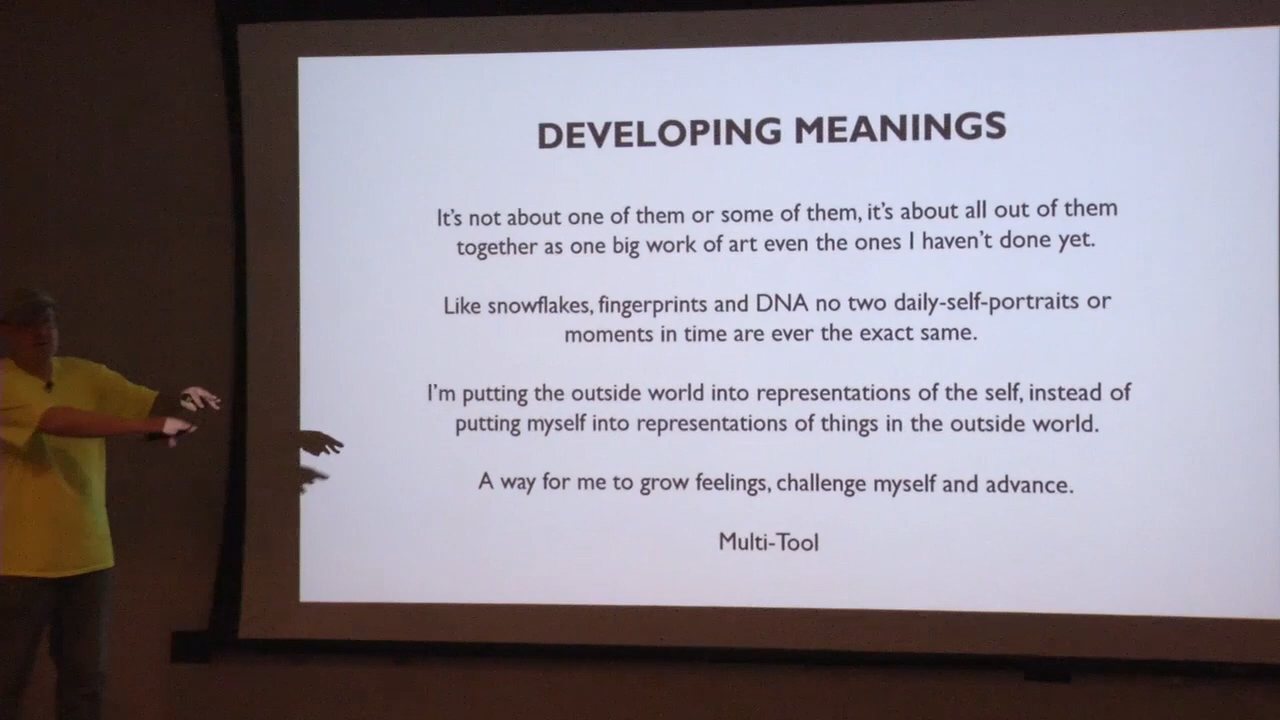 DEVELOPING MEANINGS
It's not about one of them or some of them, it's about all out of them
together as one big work of art even the ones I haven't done yet.
Like snowflakes, fingerprints and DNA no two daily-self-portraits or
moments in time are ever the exact same.
I'm putting the outside world into representations of the self, instead of
putting myself into representations of things in the outside world.
A way for me to grow feelings, challenge myself and advance.
Multi-Tool